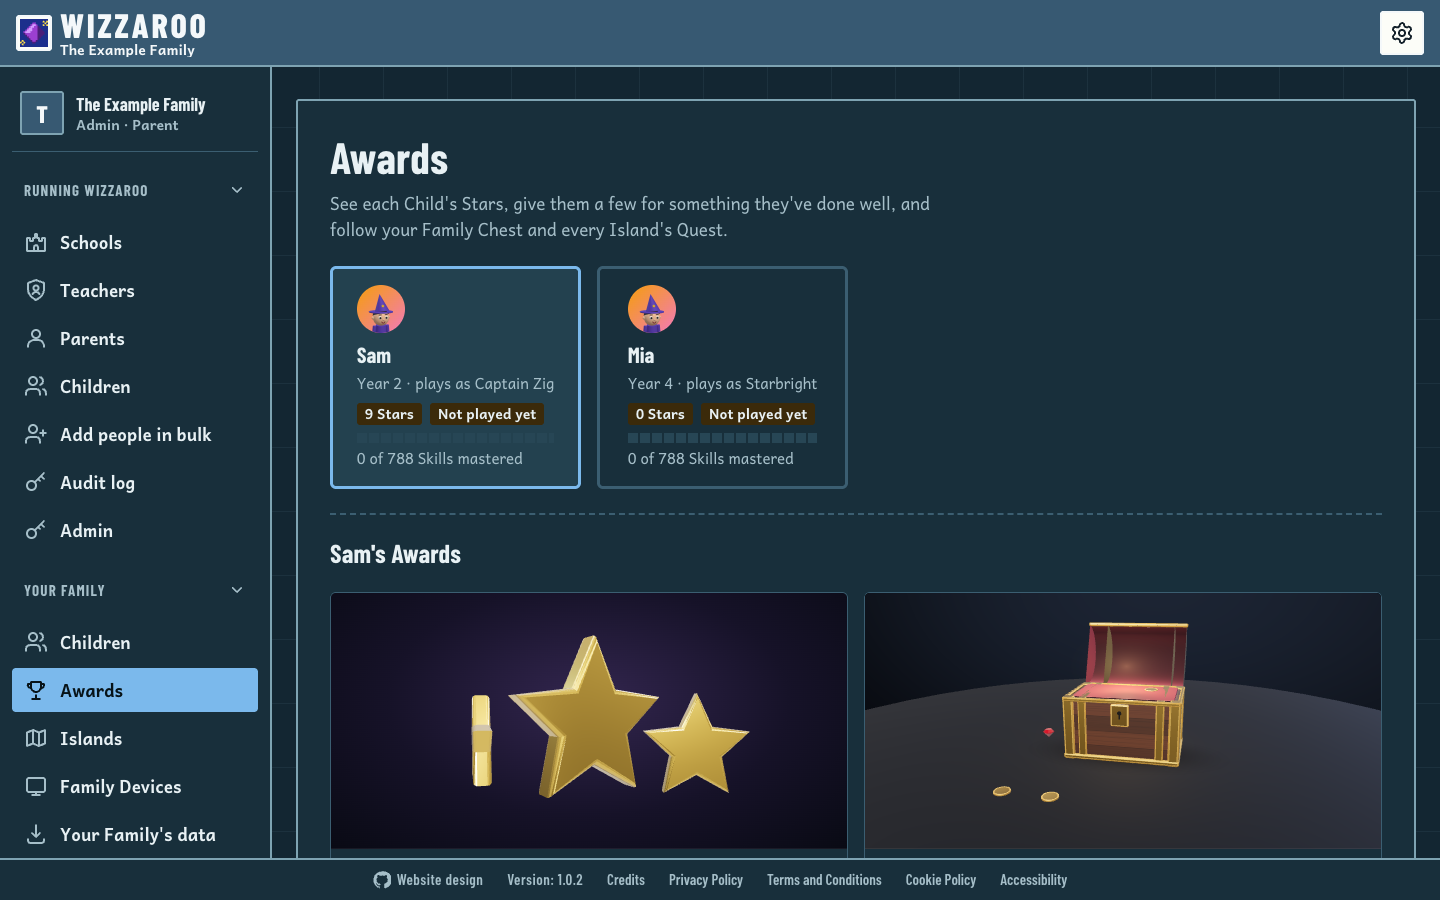 WIZZAROO
The Example Family
T
The Example Family
Admin · Parent
RUNNING WIZZAROO
Schools
Teachers
Parents
Children
Add people in bulk
Audit log
Admin
YOUR FAMILY
Children
Awards
Islands
Family Devices
Your Family's data
Awards
See each Child's Stars, give them a few for something they've done well, and
follow your Family Chest and every Island's Quest.
Sam
Year 2 · plays as Captain Zig
9 Stars
Not played yet
0 of 788 Skills mastered
Mia
Year 4 · plays as Starbright
0 Stars
Not played yet
0 of 788 Skills mastered
Sam's Awards
Website design
Version: 1.0.2
Credits
Privacy Policy
Terms and Conditions
Cookie Policy
Accessibility